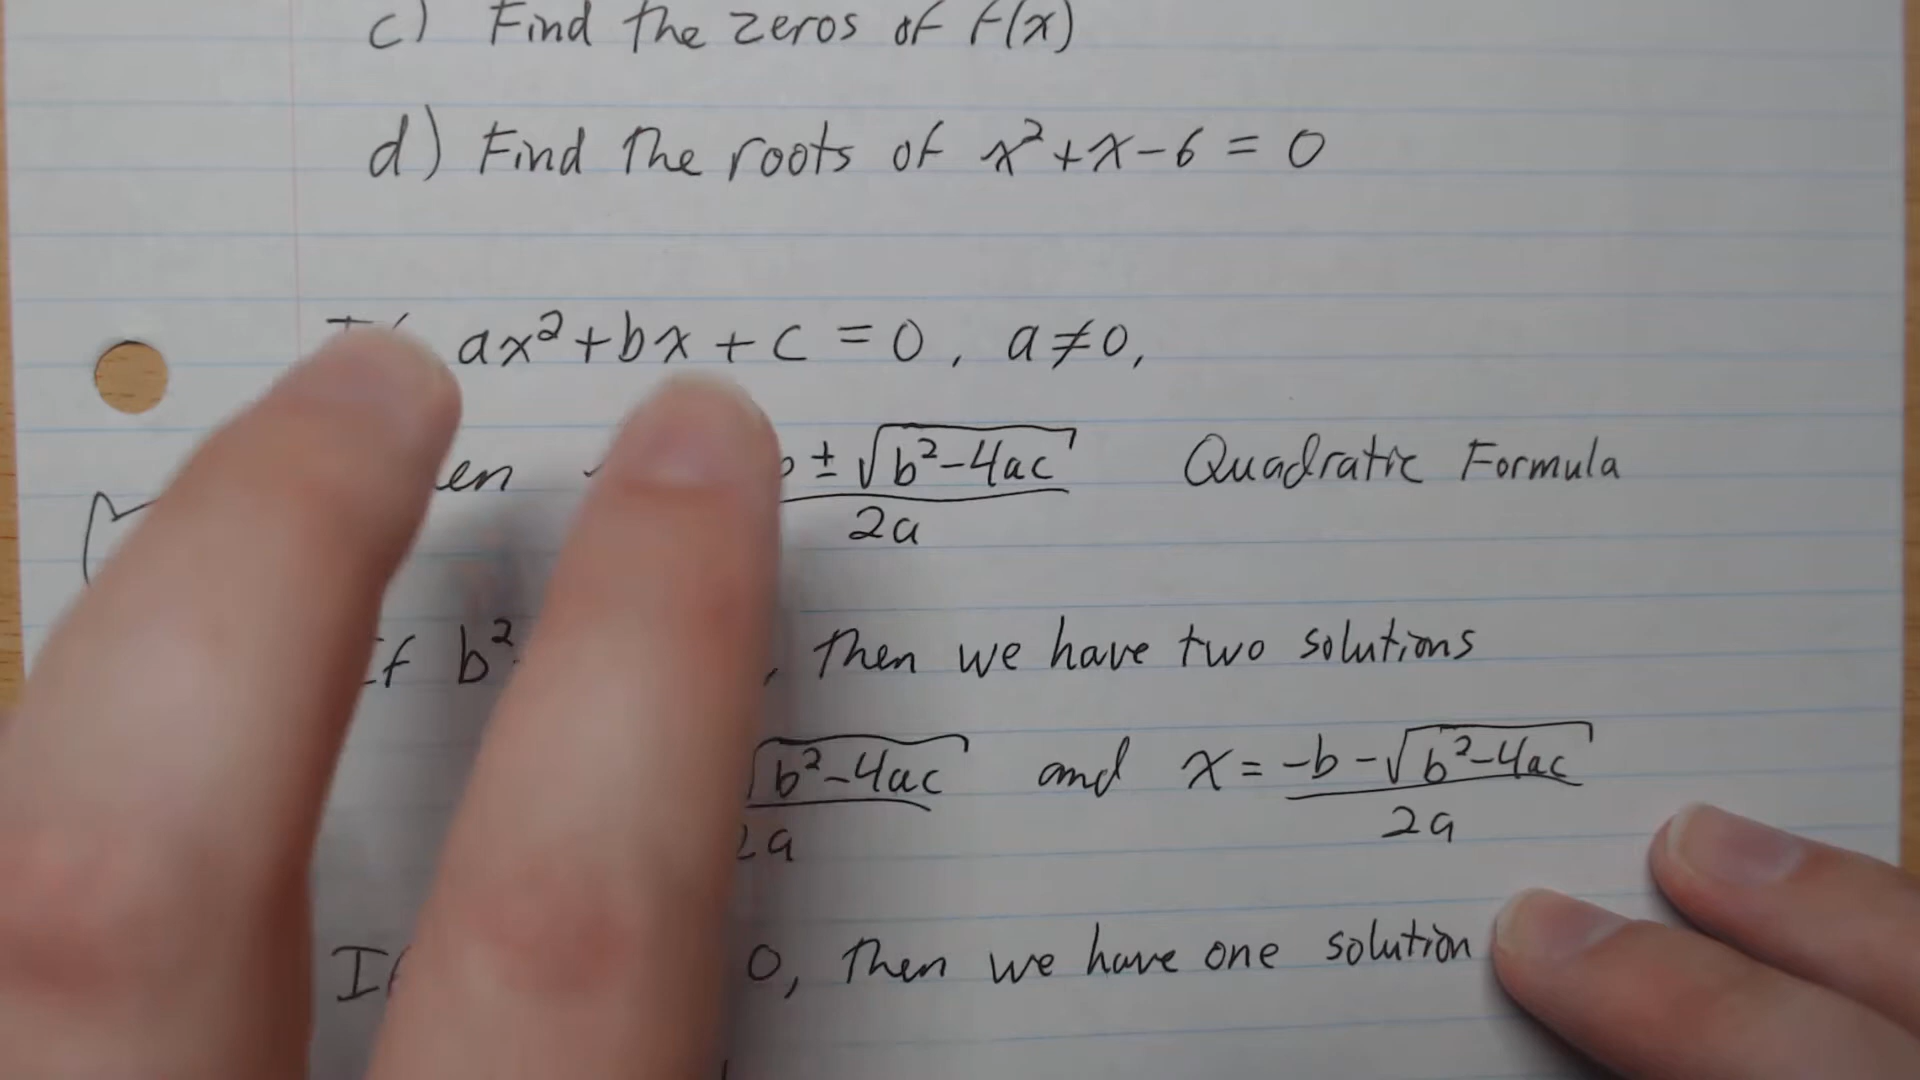 c) Find the zeros of f(x)
d) Find the roots of x²+x-6 = 0
ax²+bx+c = 0, a≠0,
± √b²-4ac Quadratic Formula
2a
If b² , then we have two solutions
√b²-4ac and x = -b-√b²-4ac
2a 2a
If 0, then we have one solution